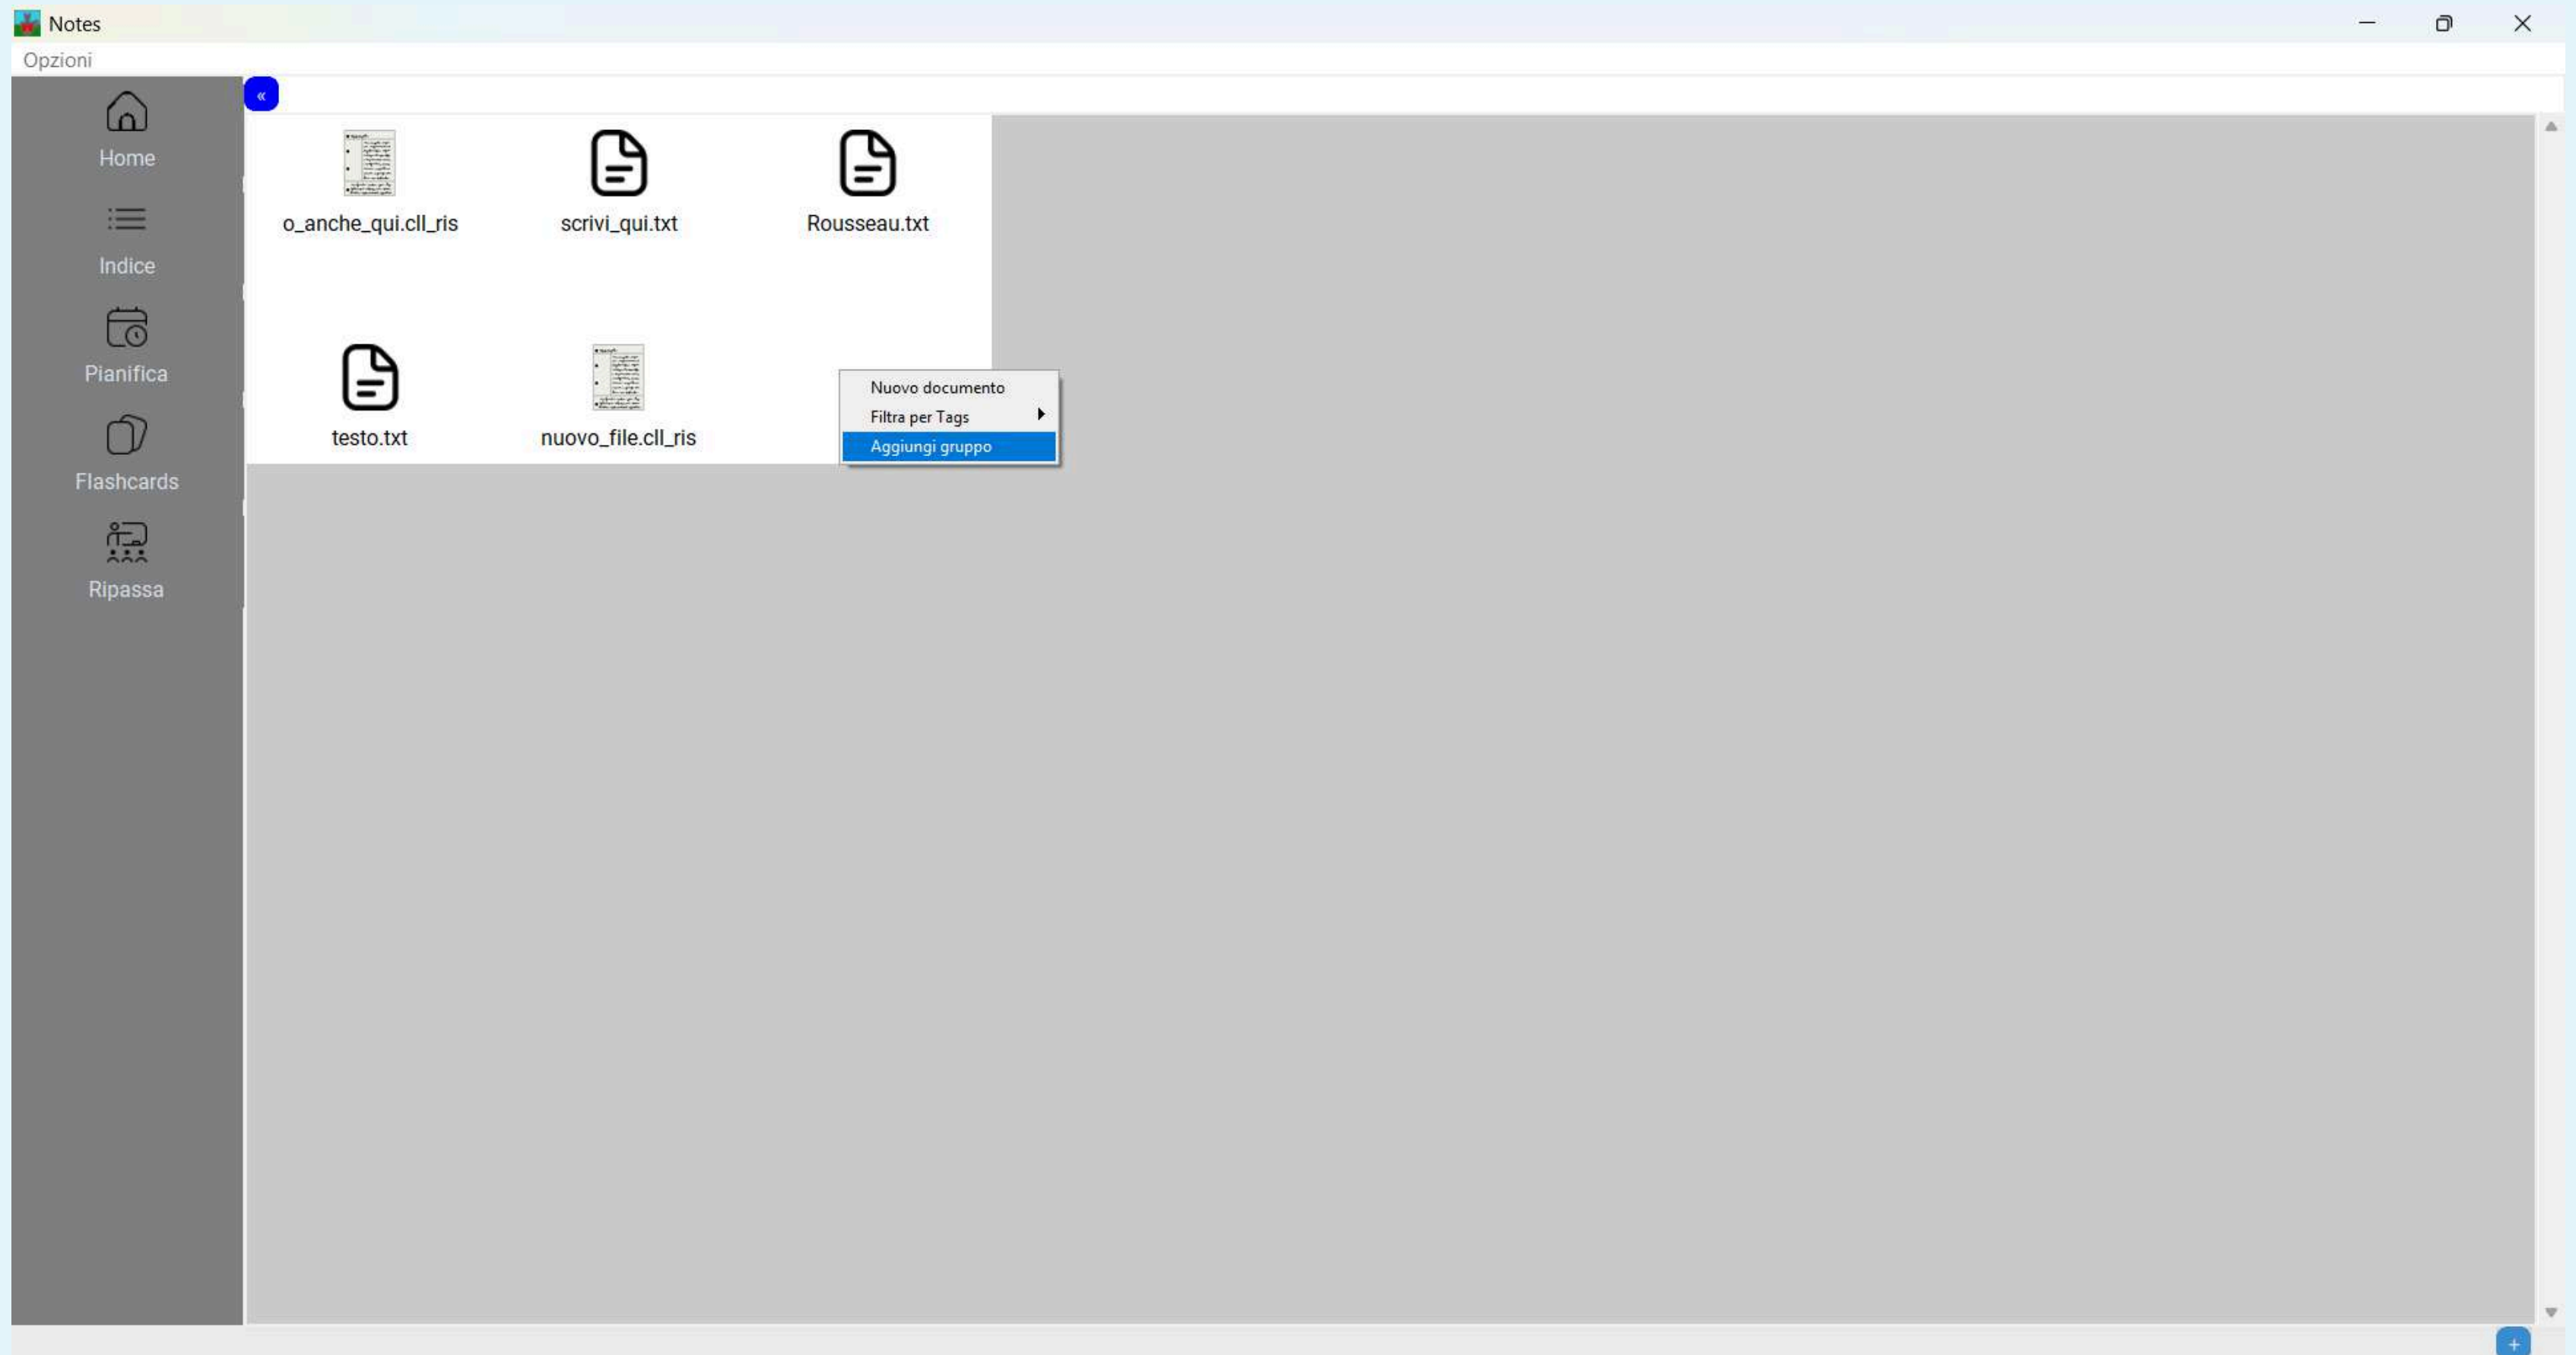 Notes
Opzioni
«
Home
Indice
Pianifica
Flashcards
Ripassa
o_anche_qui.cll_ris
scrivi_qui.txt
Rousseau.txt
testo.txt
nuovo_file.cll_ris
Nuovo documento
Filtra per Tags
Aggiungi gruppo
+